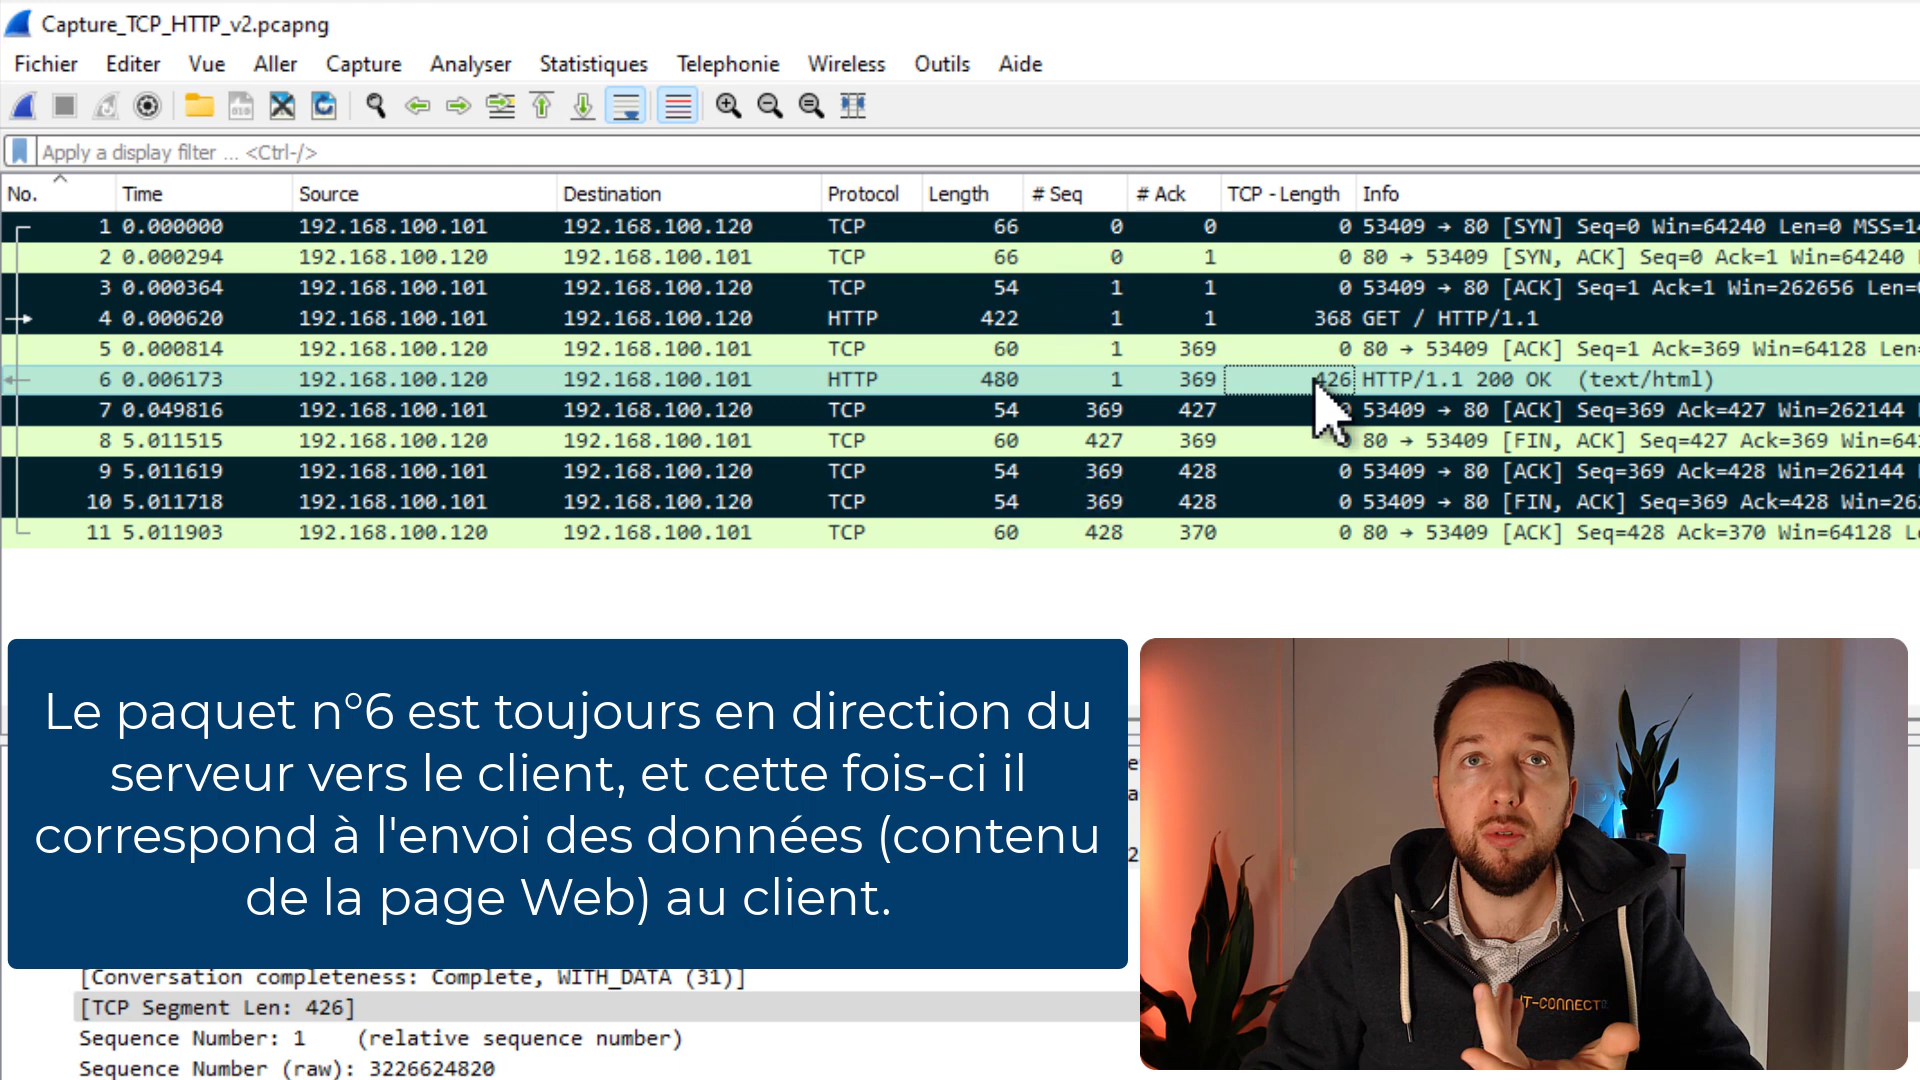 Capture_TCP_HTTP_v2.pcapng
Fichier Editer Vue Aller Capture Analyser Statistiques Telephonie Wireless Outils Aide
Apply a display filter ... <Ctrl-/>
No. Time Source Destination Protocol Length # Seq # Ack TCP - Length Info
1 0.000000 192.168.100.101 192.168.100.120 TCP 66 0 0 0 53409 → 80 [SYN] Seq=0 Win=64240 Len=0 MSS=1
2 0.000294 192.168.100.120 192.168.100.101 TCP 66 0 1 0 80 → 53409 [SYN, ACK] Seq=0 Ack=1 Win=64240
3 0.000364 192.168.100.101 192.168.100.120 TCP 54 1 1 0 53409 → 80 [ACK] Seq=1 Ack=1 Win=262656 Len=
4 0.000620 192.168.100.101 192.168.100.120 HTTP 422 1 1 368 GET / HTTP/1.1
5 0.000814 192.168.100.120 192.168.100.101 TCP 60 1 369 0 80 → 53409 [ACK] Seq=1 Ack=369 Win=64128 Len
6 0.006173 192.168.100.120 192.168.100.101 HTTP 480 1 369 426 HTTP/1.1 200 OK (text/html)
7 0.049816 192.168.100.101 192.168.100.120 TCP 54 369 427 0 53409 → 80 [ACK] Seq=369 Ack=427 Win=262144
8 5.011515 192.168.100.120 192.168.100.101 TCP 60 427 369 0 80 → 53409 [FIN, ACK] Seq=427 Ack=369 Win=64
9 5.011619 192.168.100.101 192.168.100.120 TCP 54 369 428 0 53409 → 80 [ACK] Seq=369 Ack=428 Win=262144
10 5.011718 192.168.100.101 192.168.100.120 TCP 54 369 428 0 53409 → 80 [FIN, ACK] Seq=369 Ack=428 Win=26
11 5.011903 192.168.100.120 192.168.100.101 TCP 60 428 370 0 80 → 53409 [ACK] Seq=428 Ack=370 Win=64128 L
Le paquet n°6 est toujours en direction du
serveur vers le client, et cette fois-ci il
correspond à l'envoi des données (contenu
de la page Web) au client.
[Conversation completeness: Complete, WITH_DATA (31)]
[TCP Segment Len: 426]
Sequence Number: 1 (relative sequence number)
Sequence Number (raw): 3226624820
IT-CONNECT